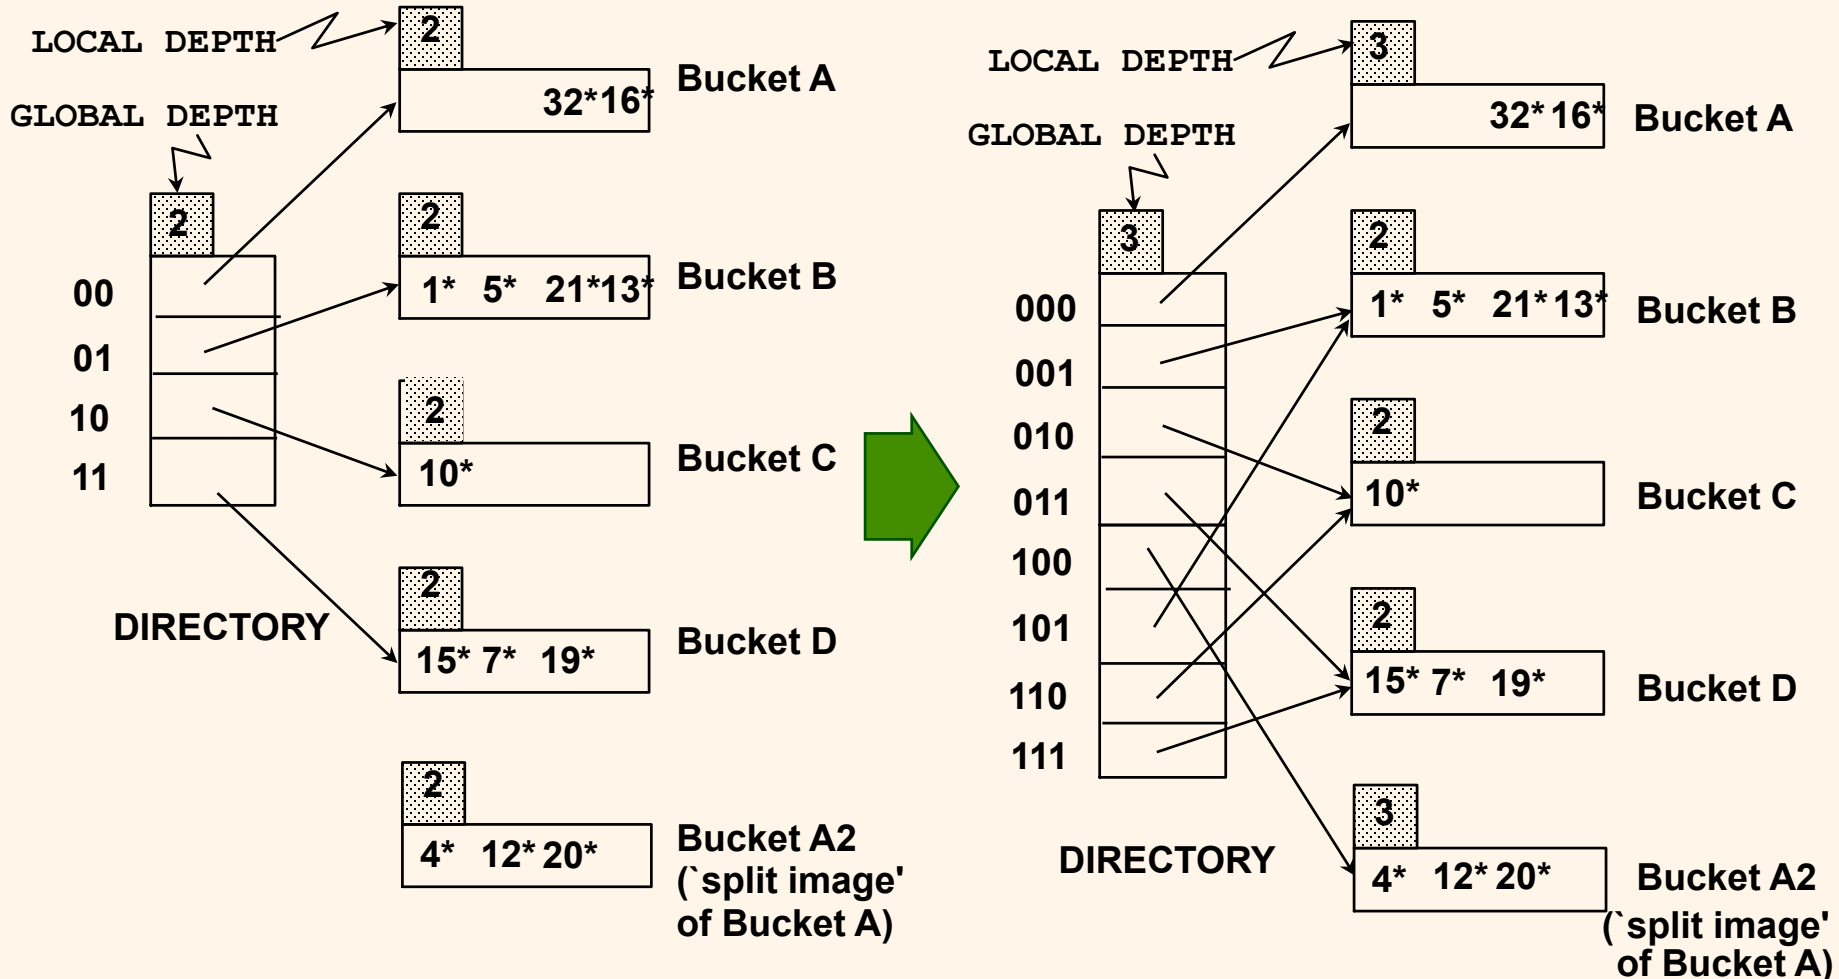 LOCAL DEPTH
2
32* 16*
Bucket A
GLOBAL DEPTH
2
2
1* 5* 21* 13*
Bucket B
00
01
10
11
2
10*
Bucket C
DIRECTORY
2
15* 7* 19*
Bucket D
2
4* 12* 20*
Bucket A2
(`split image'
of Bucket A)
LOCAL DEPTH
3
32* 16*
Bucket A
GLOBAL DEPTH
3
2
1* 5* 21* 13*
Bucket B
000
001
010
011
100
101
110
111
2
10*
Bucket C
2
15* 7* 19*
Bucket D
DIRECTORY
3
4* 12* 20*
Bucket A2
(`split image'
of Bucket A)